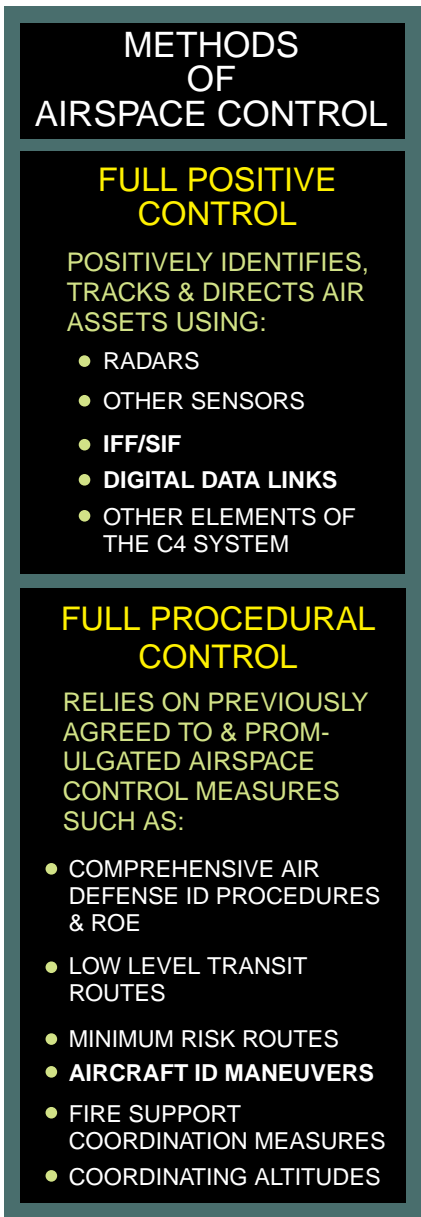 METHODS
OF
AIRSPACE CONTROL
FULL POSITIVE
CONTROL
POSITIVELY IDENTIFIES,
TRACKS & DIRECTS AIR
ASSETS USING:
RADARS
OTHER SENSORS
IFF/SIF
DIGITAL DATA LINKS
OTHER ELEMENTS OF
THE C4 SYSTEM
FULL PROCEDURAL
CONTROL
RELIES ON PREVIOUSLY
AGREED TO & PROM-
ULGATED AIRSPACE
CONTROL MEASURES
SUCH AS:
COMPREHENSIVE AIR
DEFENSE ID PROCEDURES
& ROE
LOW LEVEL TRANSIT
ROUTES
MINIMUM RISK ROUTES
AIRCRAFT ID MANEUVERS
FIRE SUPPORT
COORDINATION MEASURES
COORDINATING ALTITUDES